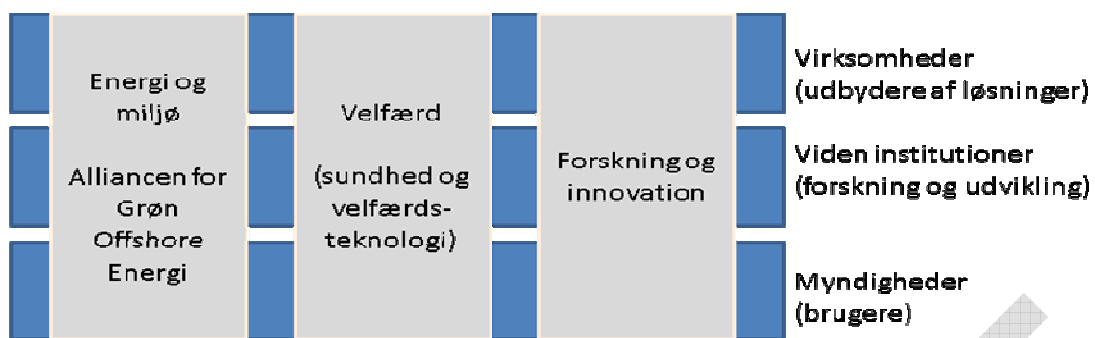 Energi og
miljø
Alliancen for
Grøn
Offshore
Energi
Velfærd
(sundhed og
velfærds-
teknologi)
Forskning og
innovation
Virksomheder
(udbydere af løsninger)
Viden institutioner
(forskning og udvikling)
Myndigheder
(brugere)